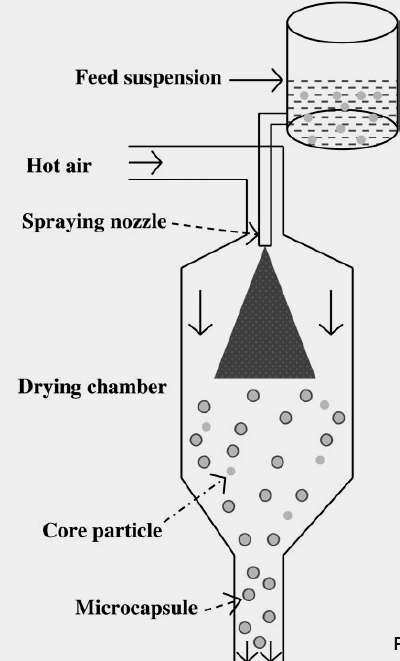 Feed suspension
Hot air
Spraying nozzle
Drying chamber
Core particle
Microcapsule
F